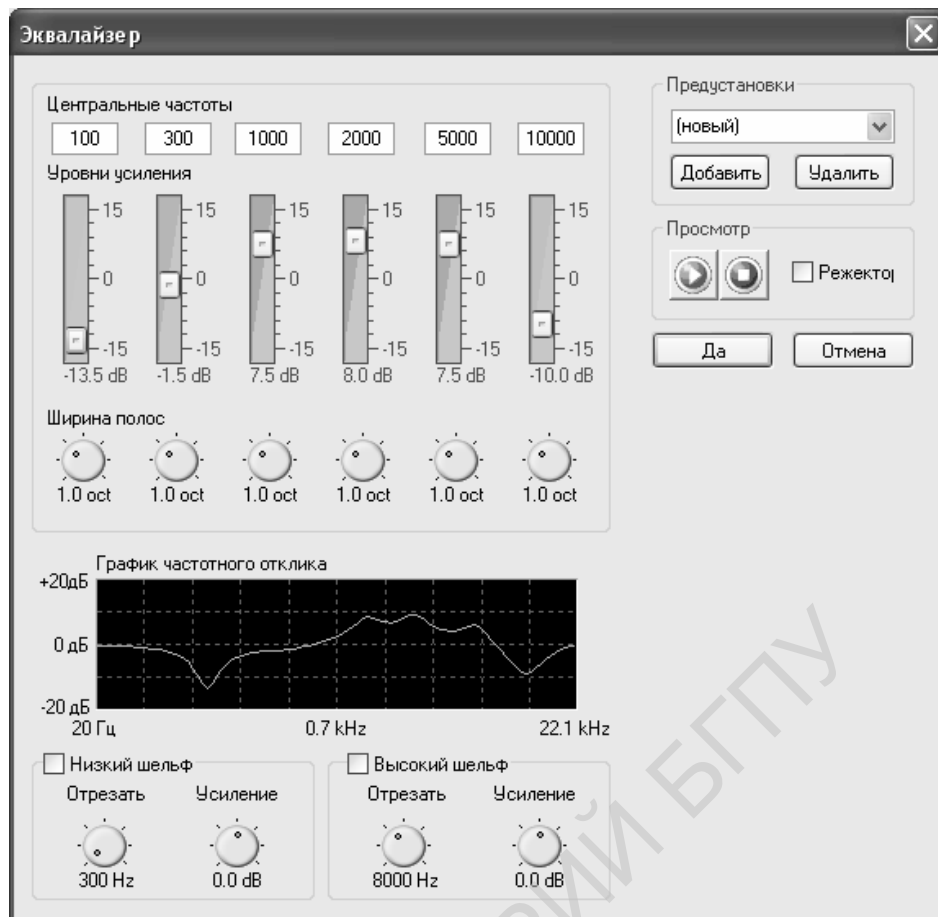 Эквалайзер
Центральные частоты
100 300 1000 2000 5000 10000
Уровни усиления
15 15 15 15 15 15
0 0 0 0 0 0
-15 -15 -15 -15 -15 -15
-13.5 dB -1.5 dB 7.5 dB 8.0 dB 7.5 dB -10.0 dB
Ширина полос
1.0 oct 1.0 oct 1.0 oct 1.0 oct 1.0 oct 1.0 oct
Предустановки
(новый)
Добавить Удалить
Просмотр
Режектор
Да Отмена
График частотного отклика
+20дБ
0 дБ
-20 дБ
20 Гц 0.7 kHz 22.1 kHz
Низкий шельф
Отрезать Усиление
300 Hz 0.0 dB
Высокий шельф
Отрезать Усиление
8000 Hz 0.0 dB
РИЙ БГПУ